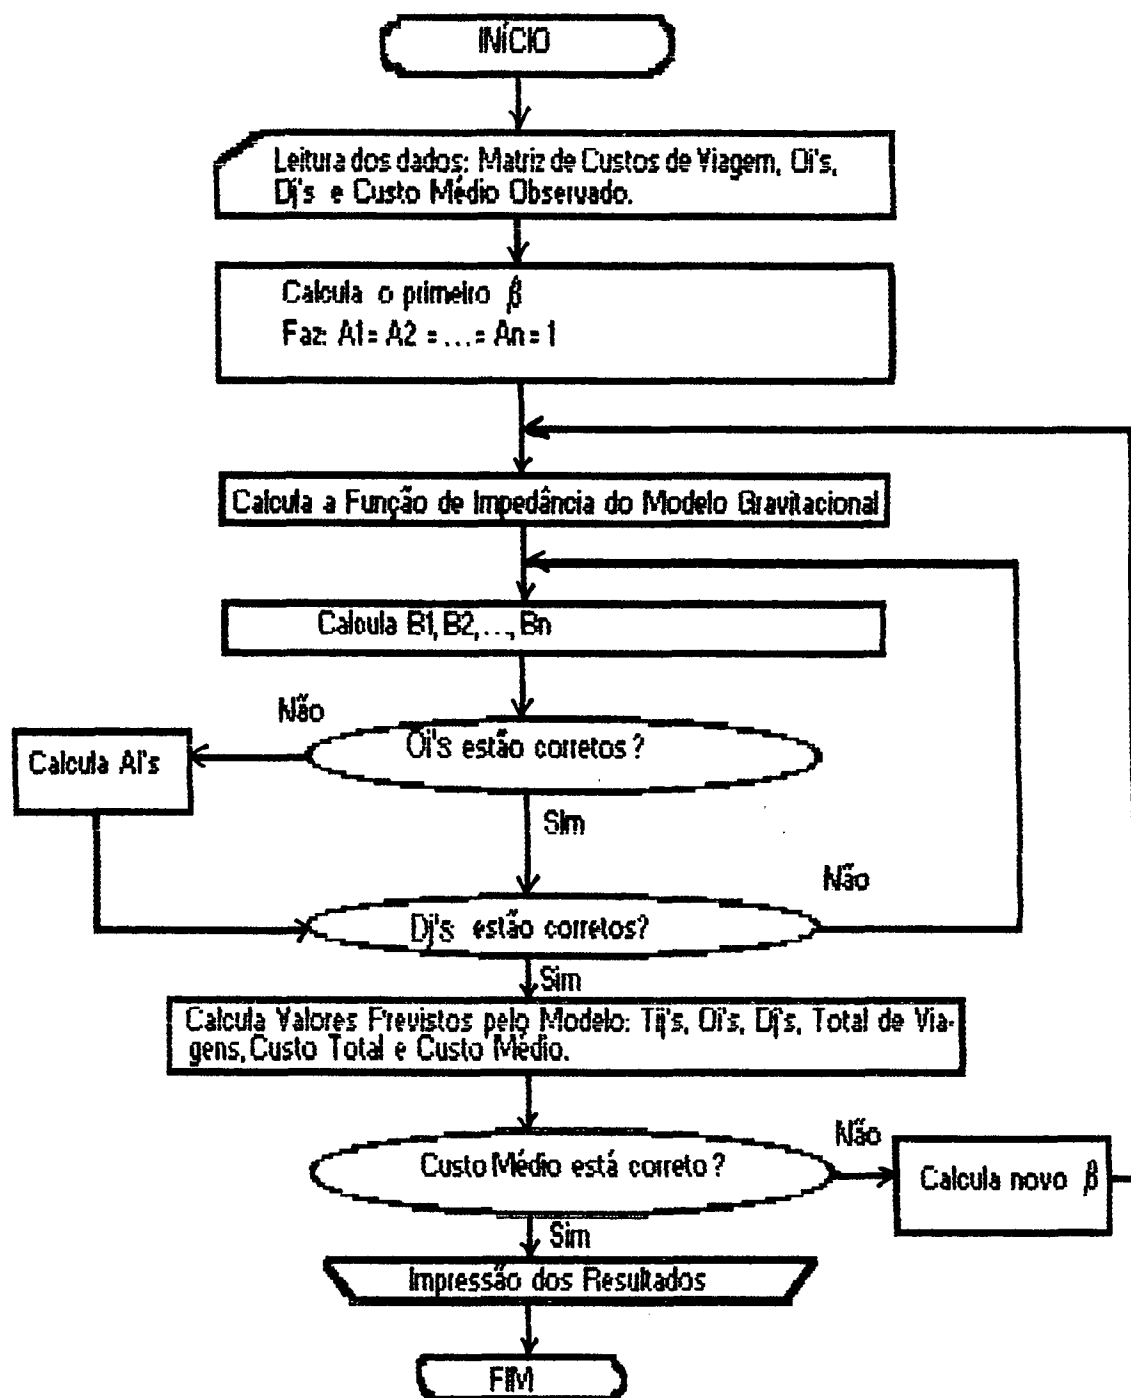 INÍCIO
Leitura dos dados: Matriz de Custos de Viagem, Oi's,
Dj's e Custo Médio Observado.
Calcula o primeiro β
Faz: A1= A2 = ...= An= 1
Calcula a Função de Impedância do Modelo Gravitacional
Calcula B1, B2, ..., Bn
Não
Oi's estão corretos ?
Calcula Ai's
Sim
Não
Dj's estão corretos?
Sim
Calcula Valores Previstos pelo Modelo: Tij's, Oi's, Dj's, Total de Via-
gens, Custo Total e Custo Médio.
Não
Custo Médio está correto ?
Calcula novo β
Sim
Impressão dos Resultados
FIM